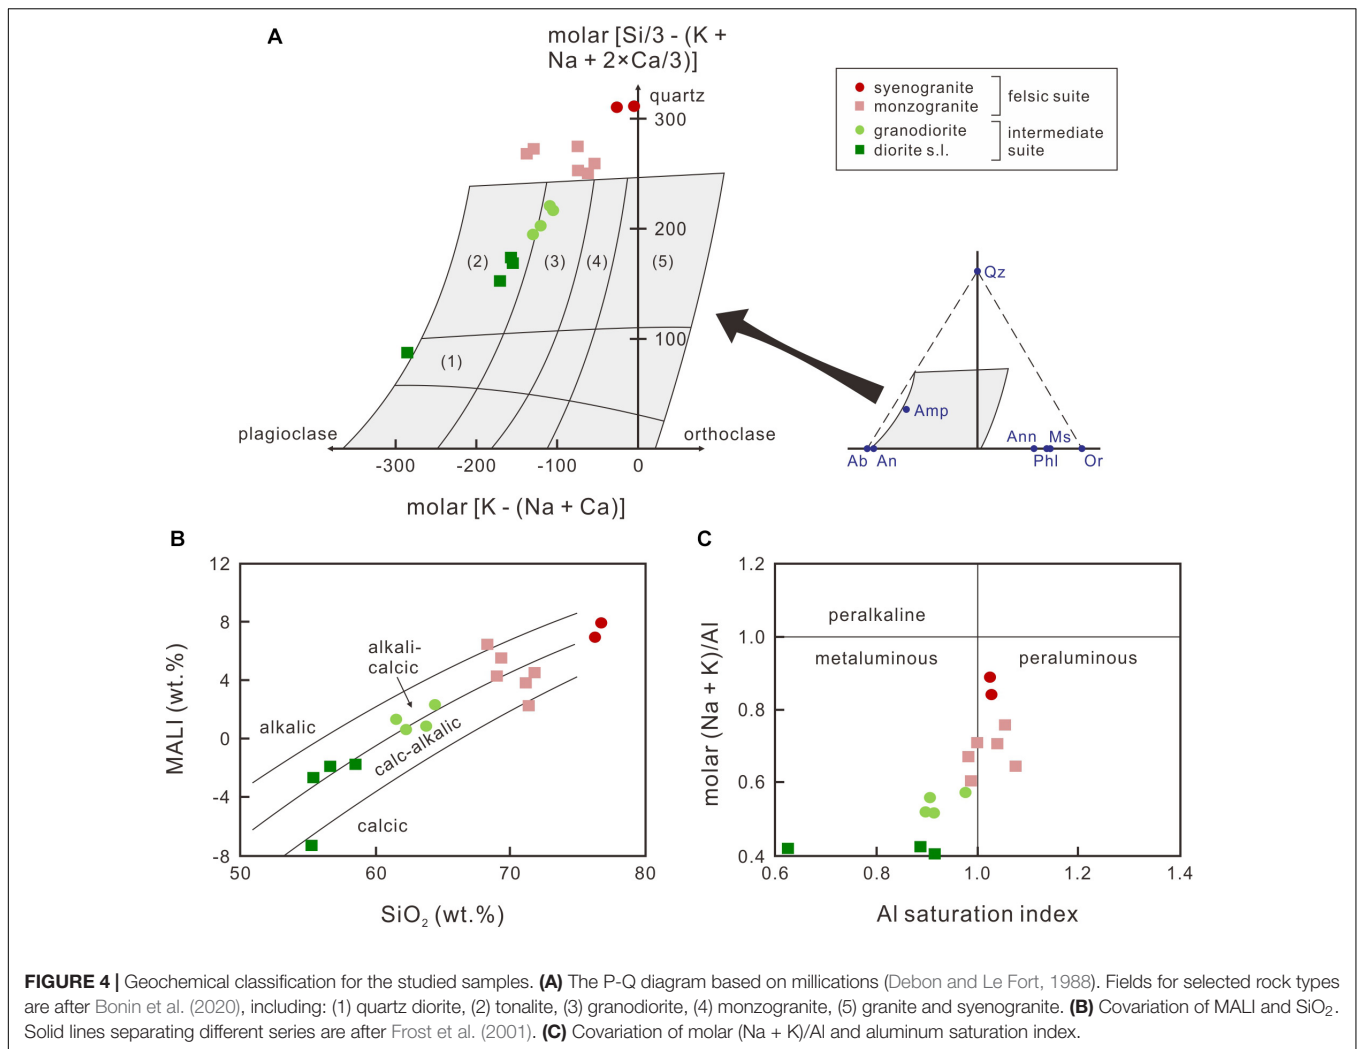 A
molar [Si/3 - (K +
Na + 2×Ca/3)]
quartz
300
200
100
(2)
(3)
(4)
(5)
(1)
plagioclase
orthoclase
-300
-200
-100
0
molar [K - (Na + Ca)]
syenogranite
monzogranite
felsic suite
granodiorite
diorite s.l.
intermediate
suite
Qz
Amp
Ann
Ms
Ab
An
Phl
Or
B
12
8
4
0
-4
-8
MALI (wt.%)
alkalic
alkali-
calcic
calc-alkalic
calcic
50
60
70
80
SiO₂ (wt.%)
C
1.2
1.0
0.8
0.6
0.4
molar (Na + K)/Al
peralkaline
metaluminous
peraluminous
0.6
0.8
1.0
1.2
1.4
Al saturation index
FIGURE 4 | Geochemical classification for the studied samples. (A) The P-Q diagram based on millications (Debon and Le Fort, 1988). Fields for selected rock types
are after Bonin et al. (2020), including: (1) quartz diorite, (2) tonalite, (3) granodiorite, (4) monzogranite, (5) granite and syenogranite. (B) Covariation of MALI and SiO₂.
Solid lines separating different series are after Frost et al. (2001). (C) Covariation of molar (Na + K)/Al and aluminum saturation index.